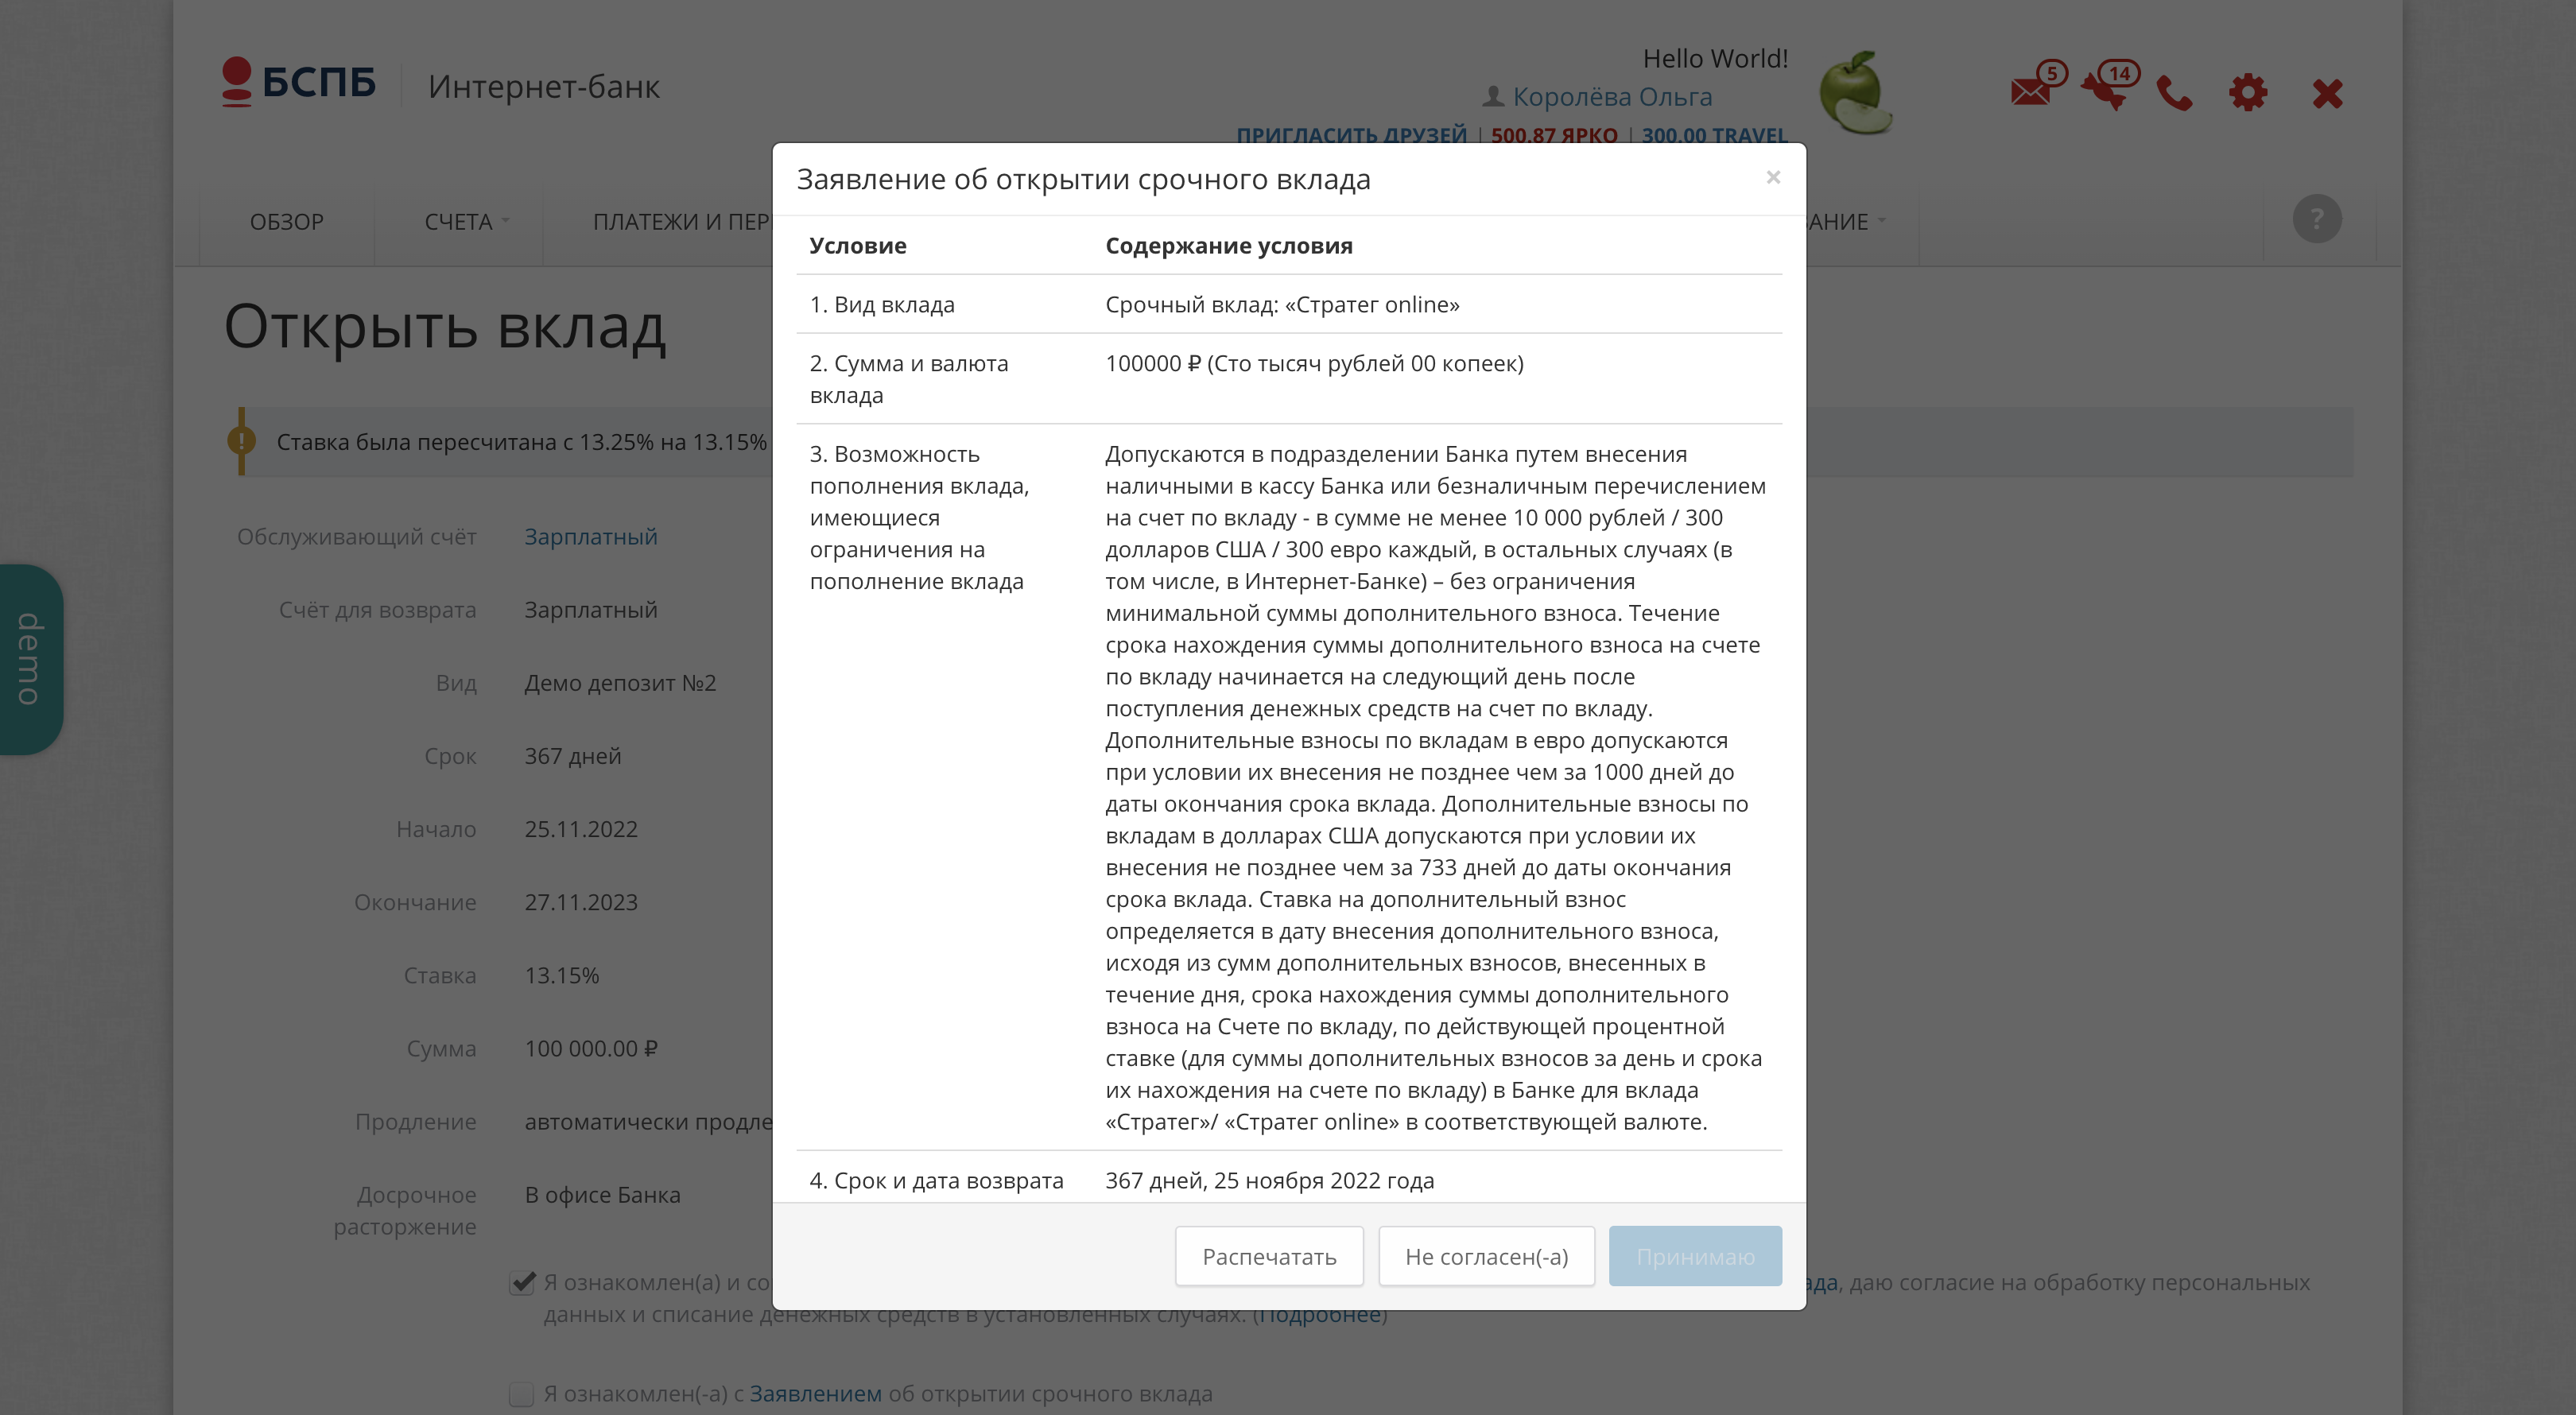 БСПБ
Интернет-банк
Hello World!
Королёва Ольга
ПРИГЛАСИТЬ ДРУЗЕЙ | 500.87 ЯРКО | 300.00 TRAVEL
5
14
ОБЗОР
СЧЕТА
ПЛАТЕЖИ И
?
Открыть вклад
! Ставка была пересчитана с 13.25% на 13.15%
Обслуживающий счёт Зарплатный
Счёт для возврата Зарплатный
Вид Демо депозит №2
Срок 367 дней
Начало 25.11.2022
Окончание 27.11.2023
Ставка 13.15%
Сумма 100 000.00 ₽
Продление автоматически
Досрочное В офисе Банка
расторжение
Я ознакомлен(а) и
, даю согласие на обработку персональных
данных и списание денежных средств в установленных случаях. (Подробнее)
Я ознакомлен(-а) с Заявлением об открытии срочного вклада
demo
Заявление об открытии срочного вклада
×
Условие Содержание условия
1. Вид вклада Срочный вклад: «Стратег online»
2. Сумма и валюта 100000 ₽ (Сто тысяч рублей 00 копеек)
вклада
3. Возможность
пополнения вклада,
имеющиеся
ограничения на
пополнение вклада
Допускаются в подразделении Банка путем внесения
наличными в кассу Банка или безналичным перечислением
на счет по вкладу - в сумме не менее 10 000 рублей / 300
долларов США / 300 евро каждый, в остальных случаях (в
том числе, в Интернет-Банке) – без ограничения
минимальной суммы дополнительного взноса. Течение
срока нахождения суммы дополнительного взноса на счете
по вкладу начинается на следующий день после
поступления денежных средств на счет по вкладу.
Дополнительные взносы по вкладам в евро допускаются
при условии их внесения не позднее чем за 1000 дней до
даты окончания срока вклада. Дополнительные взносы по
вкладам в долларах США допускаются при условии их
внесения не позднее чем за 733 дней до даты окончания
срока вклада. Ставка на дополнительный взнос
определяется в дату внесения дополнительного взноса,
исходя из сумм дополнительных взносов, внесенных в
течение дня, срока нахождения суммы дополнительного
взноса на Счете по вкладу, по действующей процентной
ставке (для суммы дополнительных взносов за день и срока
их нахождения на счете по вкладу) в Банке для вклада
«Стратег»/ «Стратег online» в соответствующей валюте.
4. Срок и дата возврата 367 дней, 25 ноября 2022 года
Распечатать
Не согласен(-а)
Принимаю